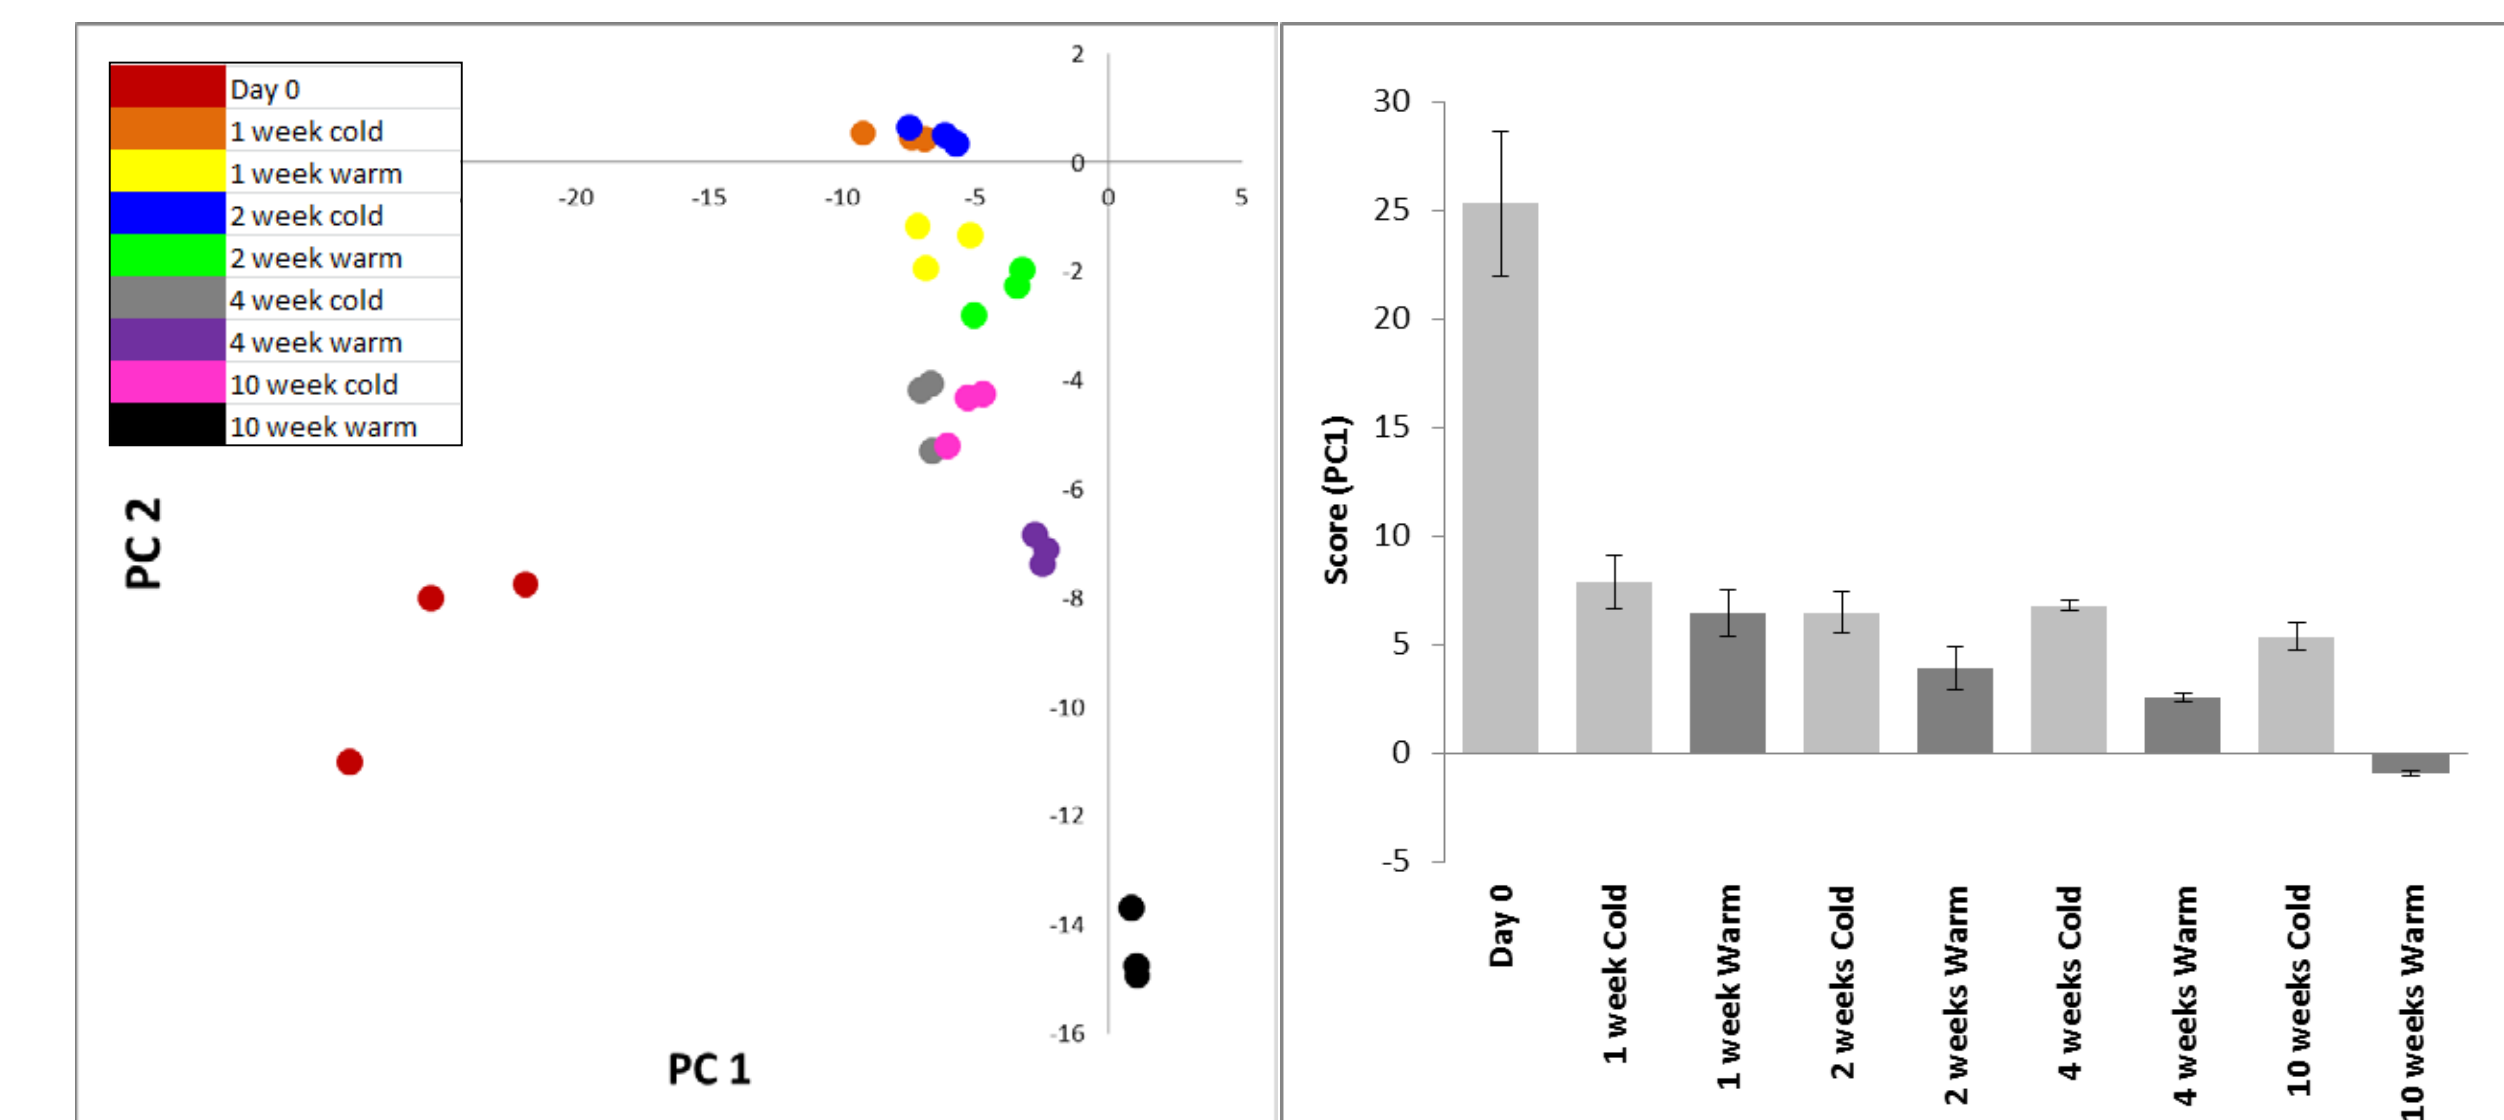 Day 0
1 week cold
1 week warm
2 week cold
2 week warm
4 week cold
4 week warm
10 week cold
10 week warm
2
0
-2
-4
-6
-8
-10
-12
-14
-16
-20
-15
-10
-5
0
5
PC 2
PC 1
30
25
20
15
10
5
0
-5
Score (PC1)
Day 0
1 week Cold
1 week Warm
2 weeks Cold
2 weeks Warm
4 weeks Cold
4 weeks Warm
10 weeks Cold
10 weeks Warm